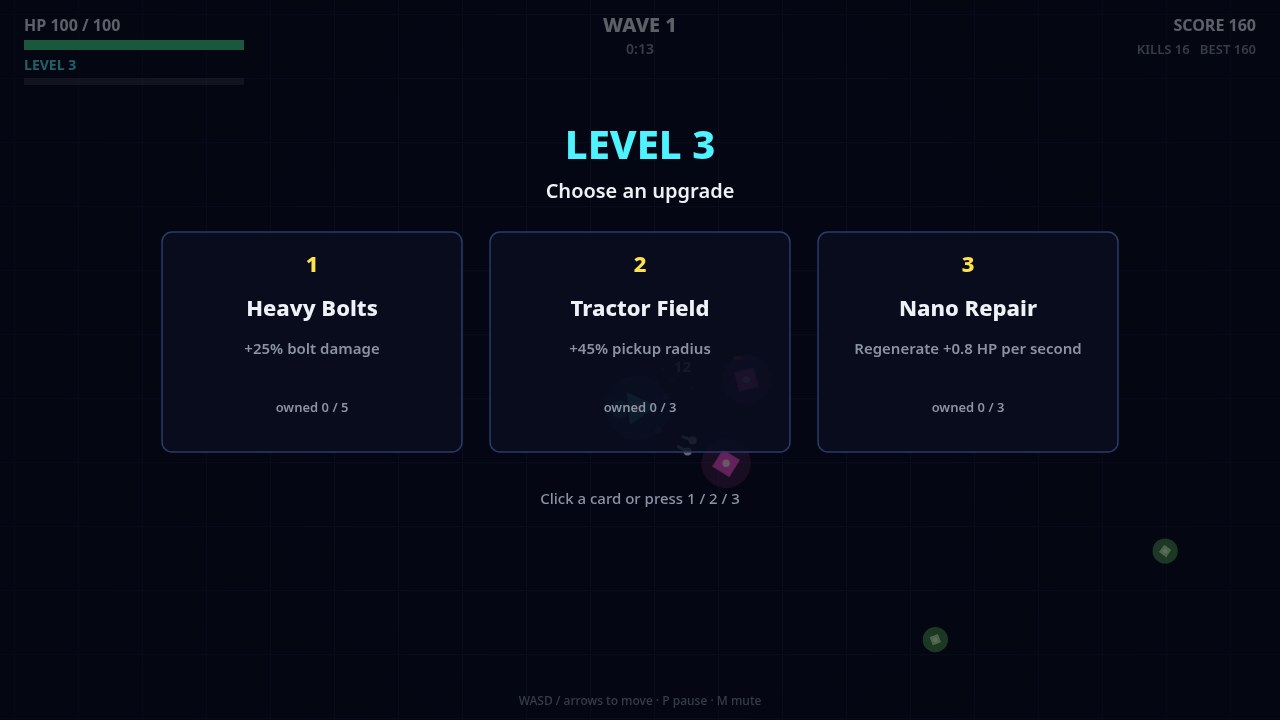 HP 100 / 100
WAVE 1
SCORE 160
0:13
KILLS 16 BEST 160
LEVEL 3
LEVEL 3
Choose an upgrade
1
2
3
Heavy Bolts
Tractor Field
Nano Repair
+25% bolt damage
+45% pickup radius
Regenerate +0.8 HP per second
12
owned 0 / 5
owned 0 / 3
owned 0 / 3
Click a card or press 1 / 2 / 3
WASD / arrows to move · P pause · M mute